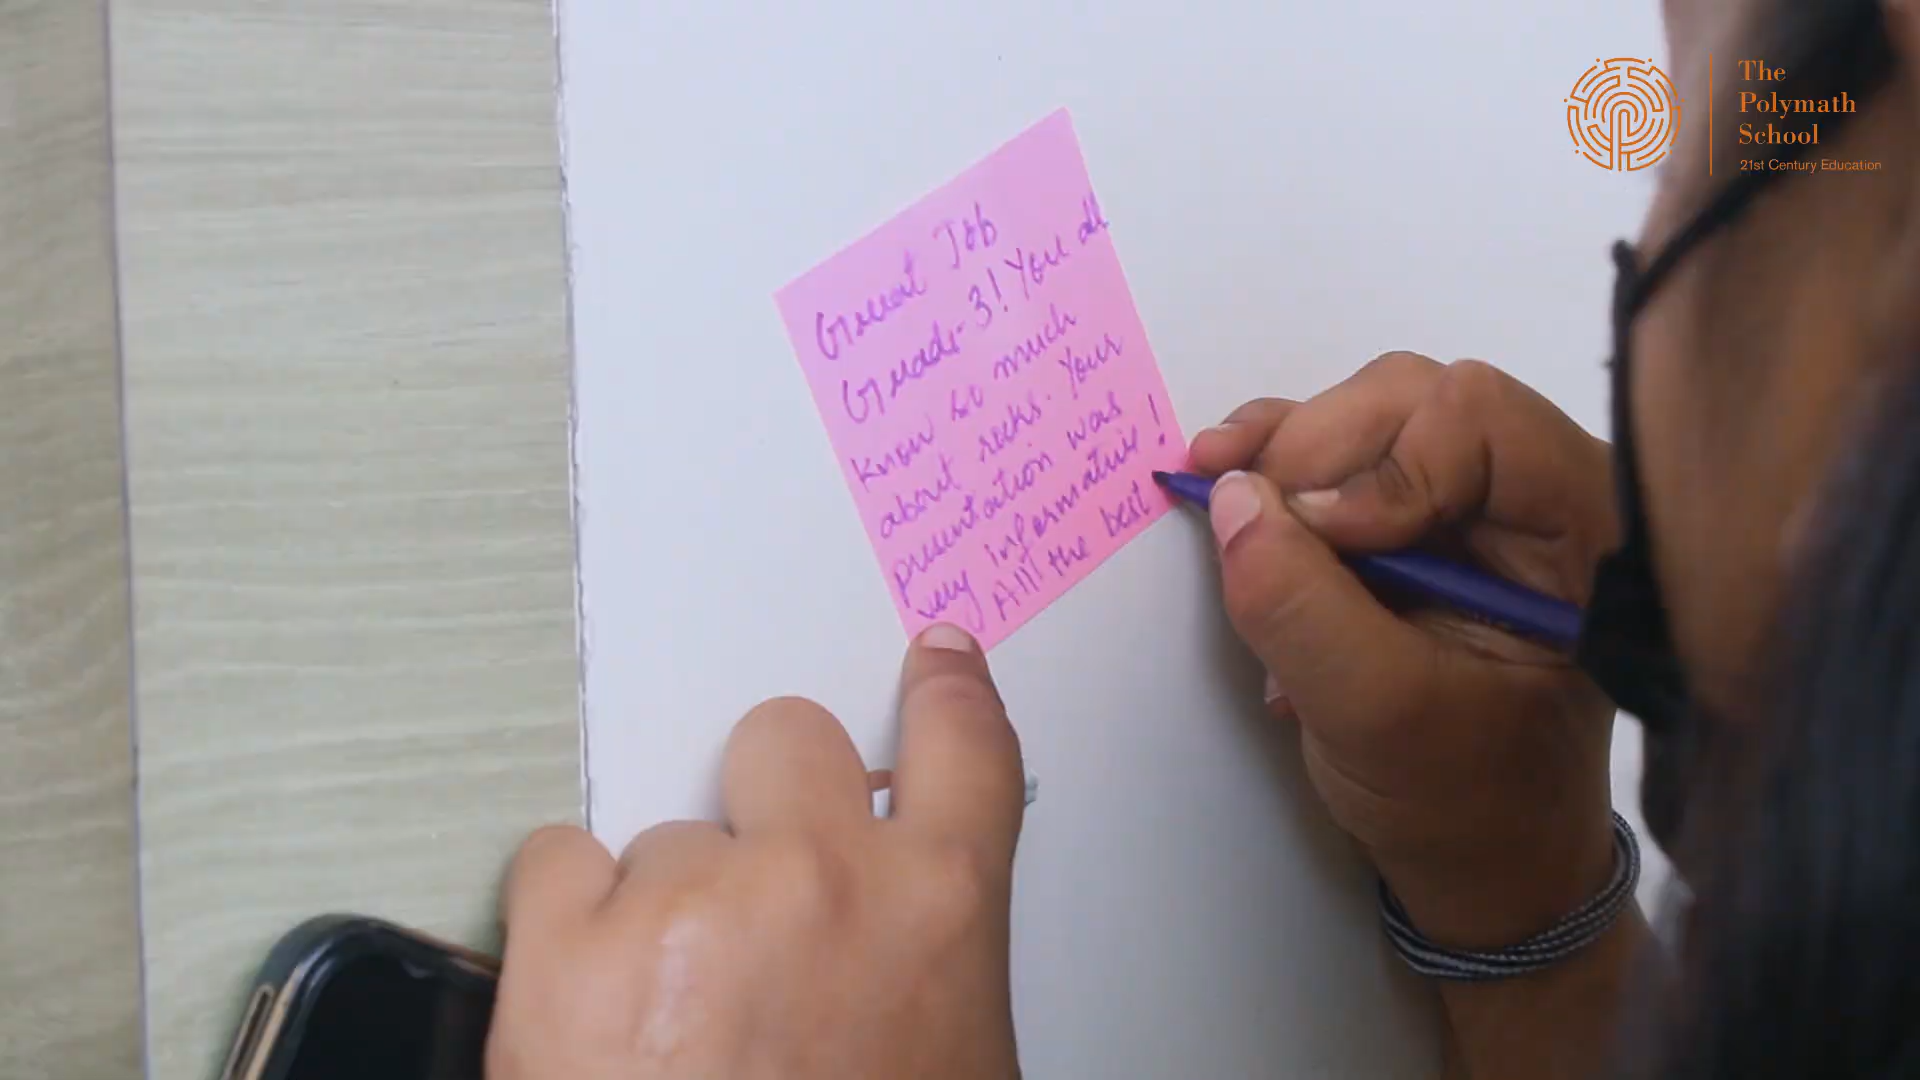 Great Job
Grade-3! You all
know so much
about rocks. Your
presentation was
very informative!
All the best
The
Polymath
School
21st Century Education